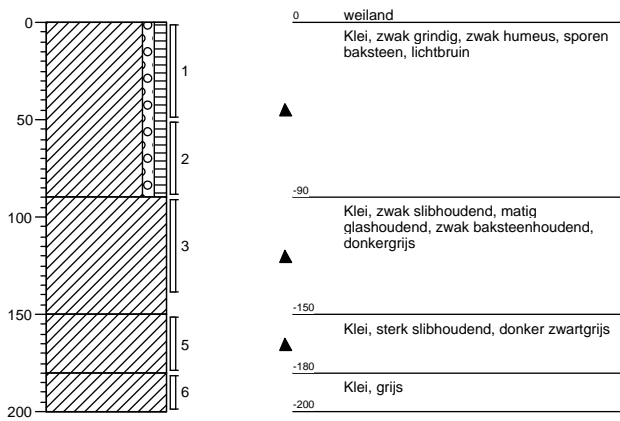 0
50
100
150
200
1
2
3
5
6
0 weiland
Klei, zwak grindig, zwak humeus, sporen
baksteen, lichtbruin
-90
Klei, zwak slibhoudend, matig
glashoudend, zwak baksteenhoudend,
donkergrijs
-150
Klei, sterk slibhoudend, donker zwartgrijs
-180
Klei, grijs
-200